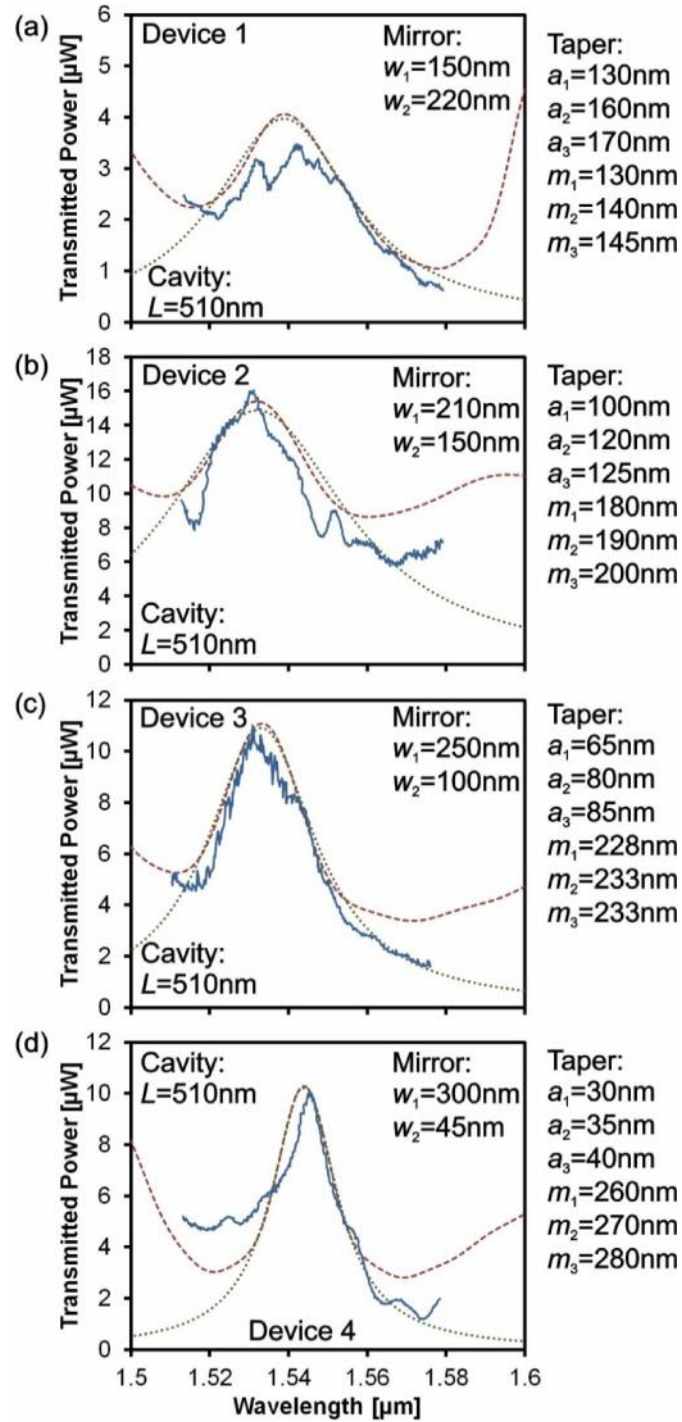 (a)
Device 1
Mirror:
w₁=150nm
w₂=220nm
Cavity:
L=510nm
Taper:
a₁=130nm
a₂=160nm
a₃=170nm
m₁=130nm
m₂=140nm
m₃=145nm
Transmitted Power [µW]
6
5
4
3
2
1
0
(b)
Device 2
Mirror:
w₁=210nm
w₂=150nm
Cavity:
L=510nm
Taper:
a₁=100nm
a₂=120nm
a₃=125nm
m₁=180nm
m₂=190nm
m₃=200nm
Transmitted Power [µW]
18
16
14
12
10
8
6
4
2
0
(c)
Device 3
Mirror:
w₁=250nm
w₂=100nm
Cavity:
L=510nm
Taper:
a₁=65nm
a₂=80nm
a₃=85nm
m₁=228nm
m₂=233nm
m₃=233nm
Transmitted Power [µW]
12
10
8
6
4
2
0
(d)
Cavity:
L=510nm
Mirror:
w₁=300nm
w₂=45nm
Device 4
Taper:
a₁=30nm
a₂=35nm
a₃=40nm
m₁=260nm
m₂=270nm
m₃=280nm
Transmitted Power [µW]
12
10
8
6
4
2
0
1.5 1.52 1.54 1.56 1.58 1.6
Wavelength [µm]